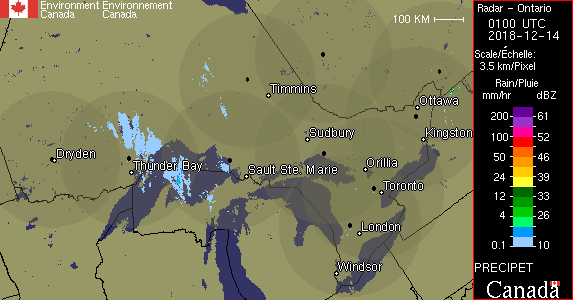 Environment Environnement
Canada Canada
100 KM
Timmins
Ottawa
Sudbury
Kingston
Dryden
Thunder Bay
Sault Ste. Marie
Orillia
Toronto
London
Windsor
Radar - Ontario
0100 UTC
2018-12-14
Scale/Échelle:
3.5 km/Pixel
Rain/Pluie
mm/hr dBZ
200 61
100 52
50 46
24 39
12 33
4 26
2 20
0.1 10
PRECIPET
Canada